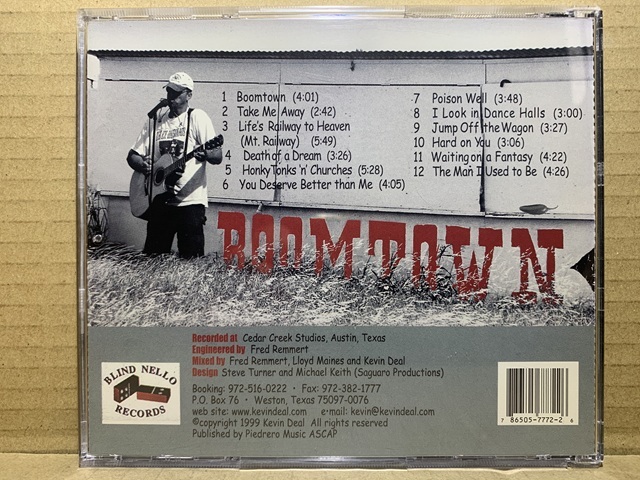 1 Boomtown (4:01)
2 Take Me Away (2:42)
3 Life's Railway to Heaven
(Mt. Railway) (5:49)
4 Death of a Dream (3:26)
5 Honky Tonks 'n' Churches (5:28)
6 You Deserve Better than Me (4:05)
7 Poison Well (3:48)
8 I Look in Dance Halls (3:00)
9 Jump Off the Wagon (3:27)
10 Hard on You (3:06)
11 Waiting on a Fantasy (4:22)
12 The Man I Used to Be (4:26)
BOOMTOWN
Recorded at Cedar Creek Studios, Austin, Texas
Engineered by Fred Remmert
Mixed by Fred Remmert, Lloyd Maines and Kevin Deal
Design Steve Turner and Michael Keith (Saguaro Productions)
BLIND NELLO
RECORDS
Booking: 972-516-0222 • Fax: 972-382-1777
P.O. Box 76 • Weston, Texas 75097-0076
web site: www.kevindeal.com e-mail: kevin@kevindeal.com
©copyright 1999 Kevin Deal All rights reserved
Published by Piedrero Music ASCAP
7 86505-7772-2 6